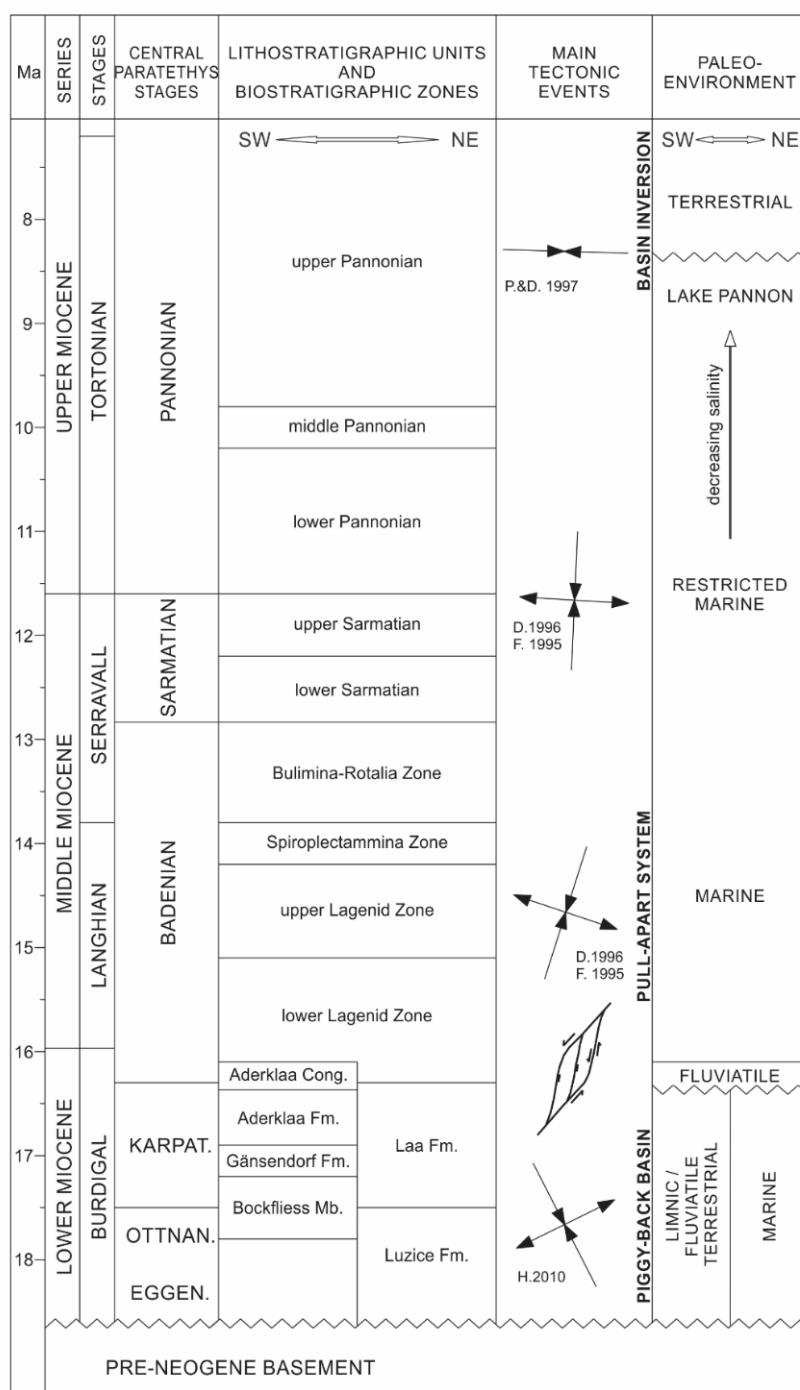 Ma
SERIES
STAGES
CENTRAL
PARATETHYS
STAGES
LITHOSTRATIGRAPHIC UNITS
AND
BIOSTRATIGRAPHIC ZONES
MAIN
TECTONIC
EVENTS
PALEO-
ENVIRONMENT
8
9
10
11
12
13
14
15
16
17
18
UPPER MIOCENE
MIDDLE MIOCENE
LOWER MIOCENE
TORTONIAN
SERRAVALL
LANGHIAN
BURDIGAL
PANNONIAN
SARMATIAN
BADENIAN
KARPAT.
OTTNAN.
EGGEN.
SW NE
upper Pannonian
middle Pannonian
lower Pannonian
upper Sarmatian
lower Sarmatian
Bulimina-Rotalia Zone
Spiroplectammina Zone
upper Lagenid Zone
lower Lagenid Zone
Aderklaa Cong.
Aderklaa Fm.
Gänsendorf Fm.
Bockfliess Mb.
Laa Fm.
Luzice Fm.
P.&D. 1997
D.1996
F. 1995
D.1996
F. 1995
H.2010
BASIN INVERSION
PULL-APART SYSTEM
PIGGY-BACK BASIN
SW NE
TERRESTRIAL
LAKE PANNON
decreasing salinity
RESTRICTED
MARINE
MARINE
FLUVIATILE
LIMNIC /
FLUVIATILE
TERRESTRIAL
MARINE
PRE-NEOGENE BASEMENT